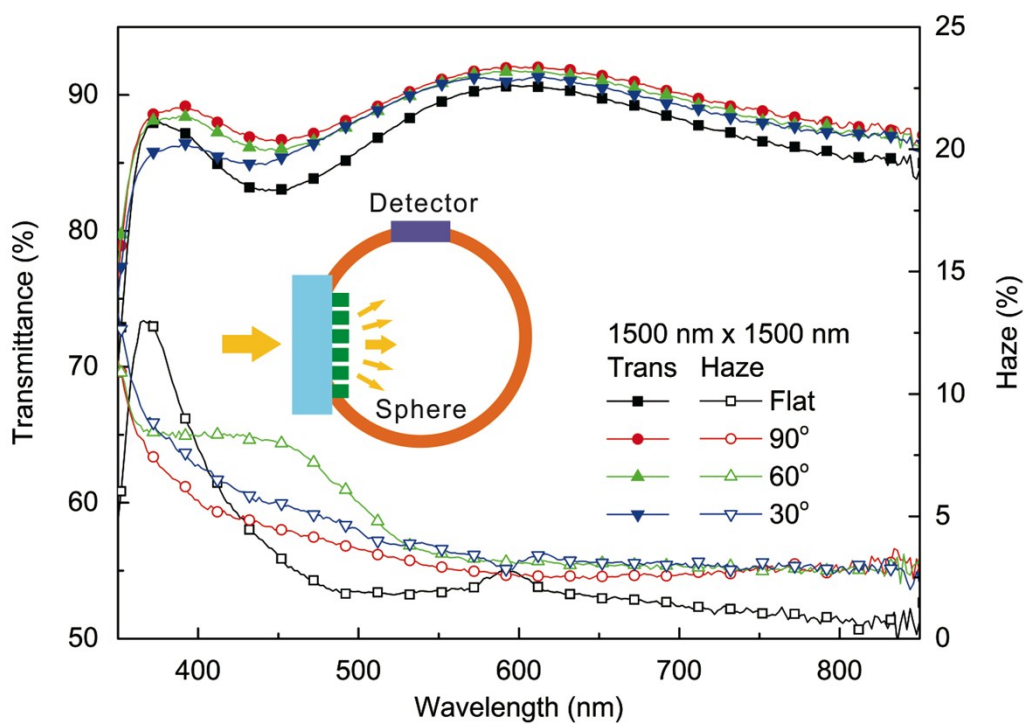 25
90
20
Detector
80
15
Transmittance (%)
Haze (%)
1500 nm x 1500 nm
Trans Haze
70
10
Flat
Sphere
90°
60°
60
5
30°
50
0
400 500 600 700 800
Wavelength (nm)